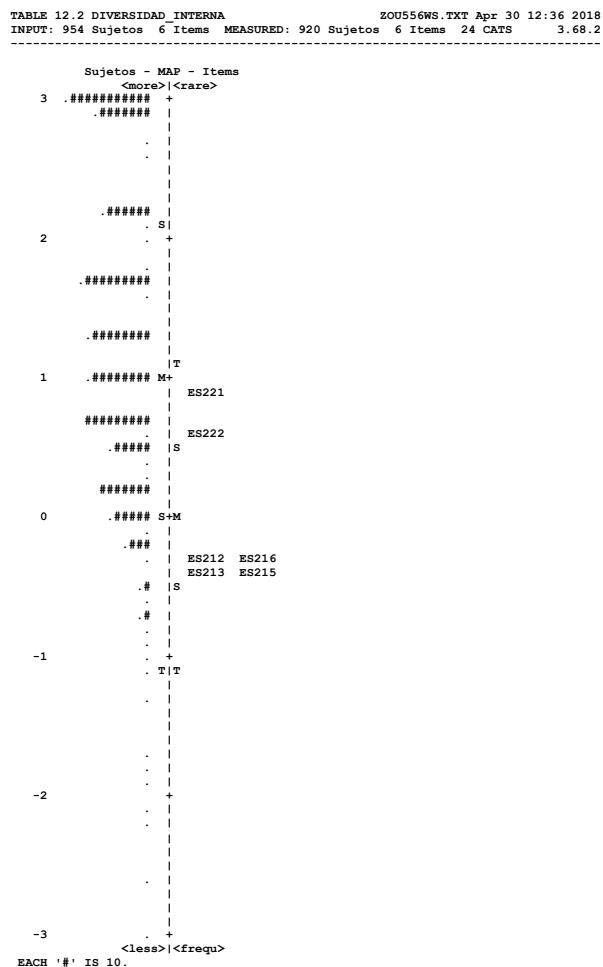 TABLE 12.2 DIVERSIDAD_INTERNA ZOU556WS.TXT Apr 30 12:36 2018
INPUT: 954 Sujetos 6 Items MEASURED: 920 Sujetos 6 Items 24 CATS 3.68.2
--------------------------------------------------------------------------------
Sujetos - MAP - Items
<more>|<rare>
3 .########### +
.####### |
|
. |
. |
|
|
|
.###### |
. S|
2 . +
|
. |
.######### |
. |
|
|
.######## |
|
|T
1 .######## M+
| ES221
|
######### |
. | ES222
.##### |S
. |
. |
####### |
|
0 .##### S+M
. |
.### |
. | ES212 ES216
| ES213 ES215
.# |S
. |
.# |
. |
. |
-1 . +
. T|T
|
. |
|
|
|
. |
. |
. |
-2 +
. |
. |
|
|
|
. |
|
|
|
-3 . +
<less>|<frequ>
EACH '#' IS 10.